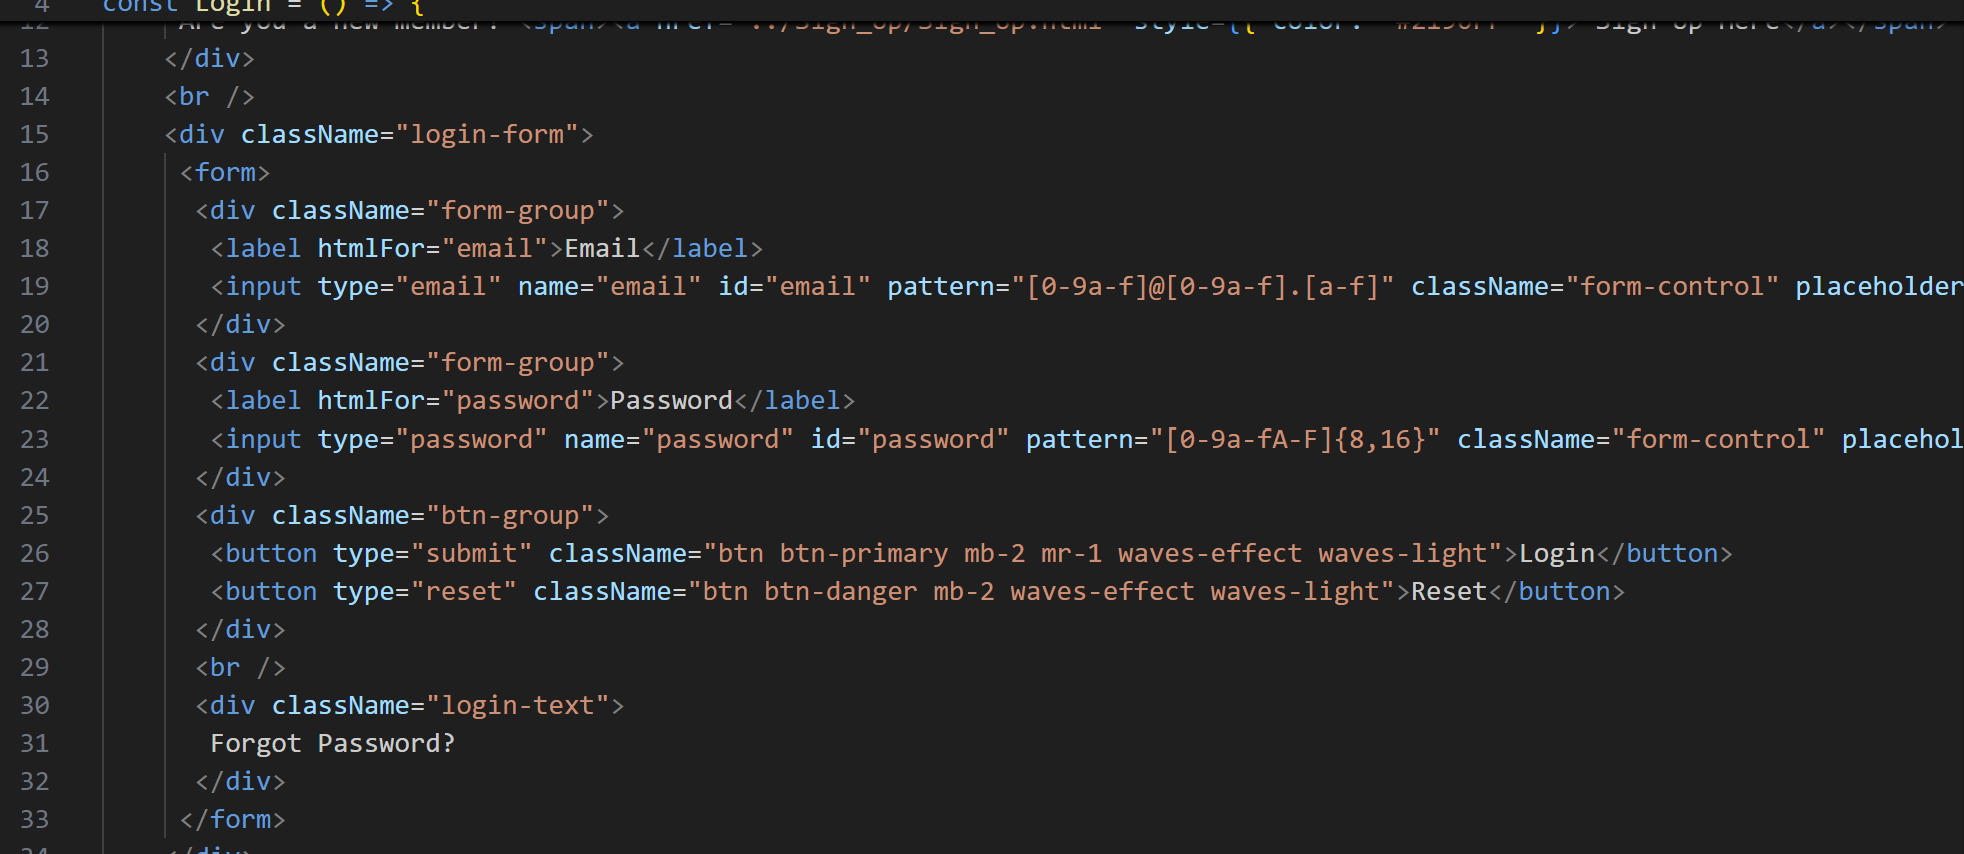 4 const Login = () => {
12 Are you a new member? <span><a href="../Sign_Up/Sign_Up.html" style={{ color: "#2190FF" }}> Sign Up Here</a></span>
13 </div>
14 <br />
15 <div className="login-form">
16 <form>
17 <div className="form-group">
18 <label htmlFor="email">Email</label>
19 <input type="email" name="email" id="email" pattern="[0-9a-f]@[0-9a-f].[a-f]" className="form-control" placeholder
20 </div>
21 <div className="form-group">
22 <label htmlFor="password">Password</label>
23 <input type="password" name="password" id="password" pattern="[0-9a-fA-F]{8,16}" className="form-control" placehol
24 </div>
25 <div className="btn-group">
26 <button type="submit" className="btn btn-primary mb-2 mr-1 waves-effect waves-light">Login</button>
27 <button type="reset" className="btn btn-danger mb-2 waves-effect waves-light">Reset</button>
28 </div>
29 <br />
30 <div className="login-text">
31 Forgot Password?
32 </div>
33 </form>
34 </div>